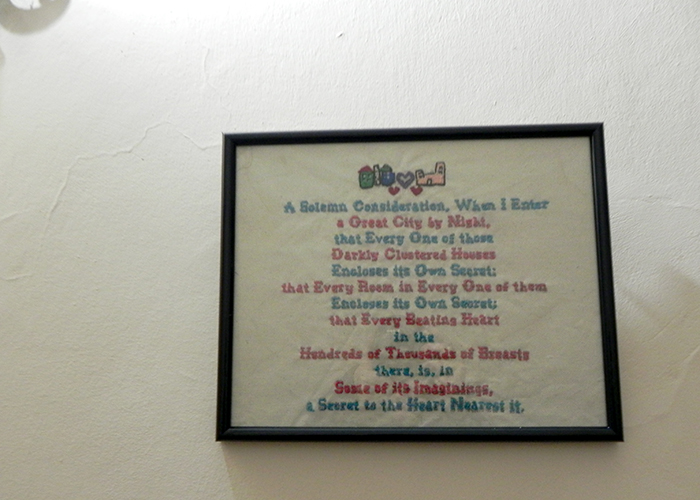 A Solemn Consideration, When I Enter
a Great City by Night,
that Every One of those
Darkly Clustered Houses
Encloses its Own Secret;
that Every Room in Every One of them
Encloses its Own Secret;
that Every Beating Heart
in the
Hundreds of Thousands of Breasts
there, is, in
Some of its Imaginings,
a Secret to the Heart Nearest it.